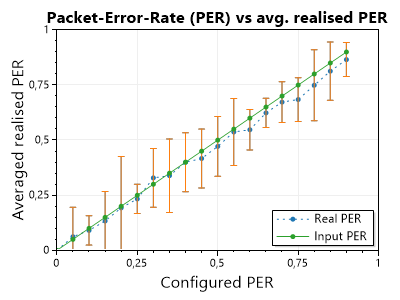 Packet-Error-Rate (PER) vs avg. realised PER
1
0,75
0,5
0,25
0
0
0,25
0,5
0,75
1
Averaged realised PER
Configured PER
Real PER
Input PER